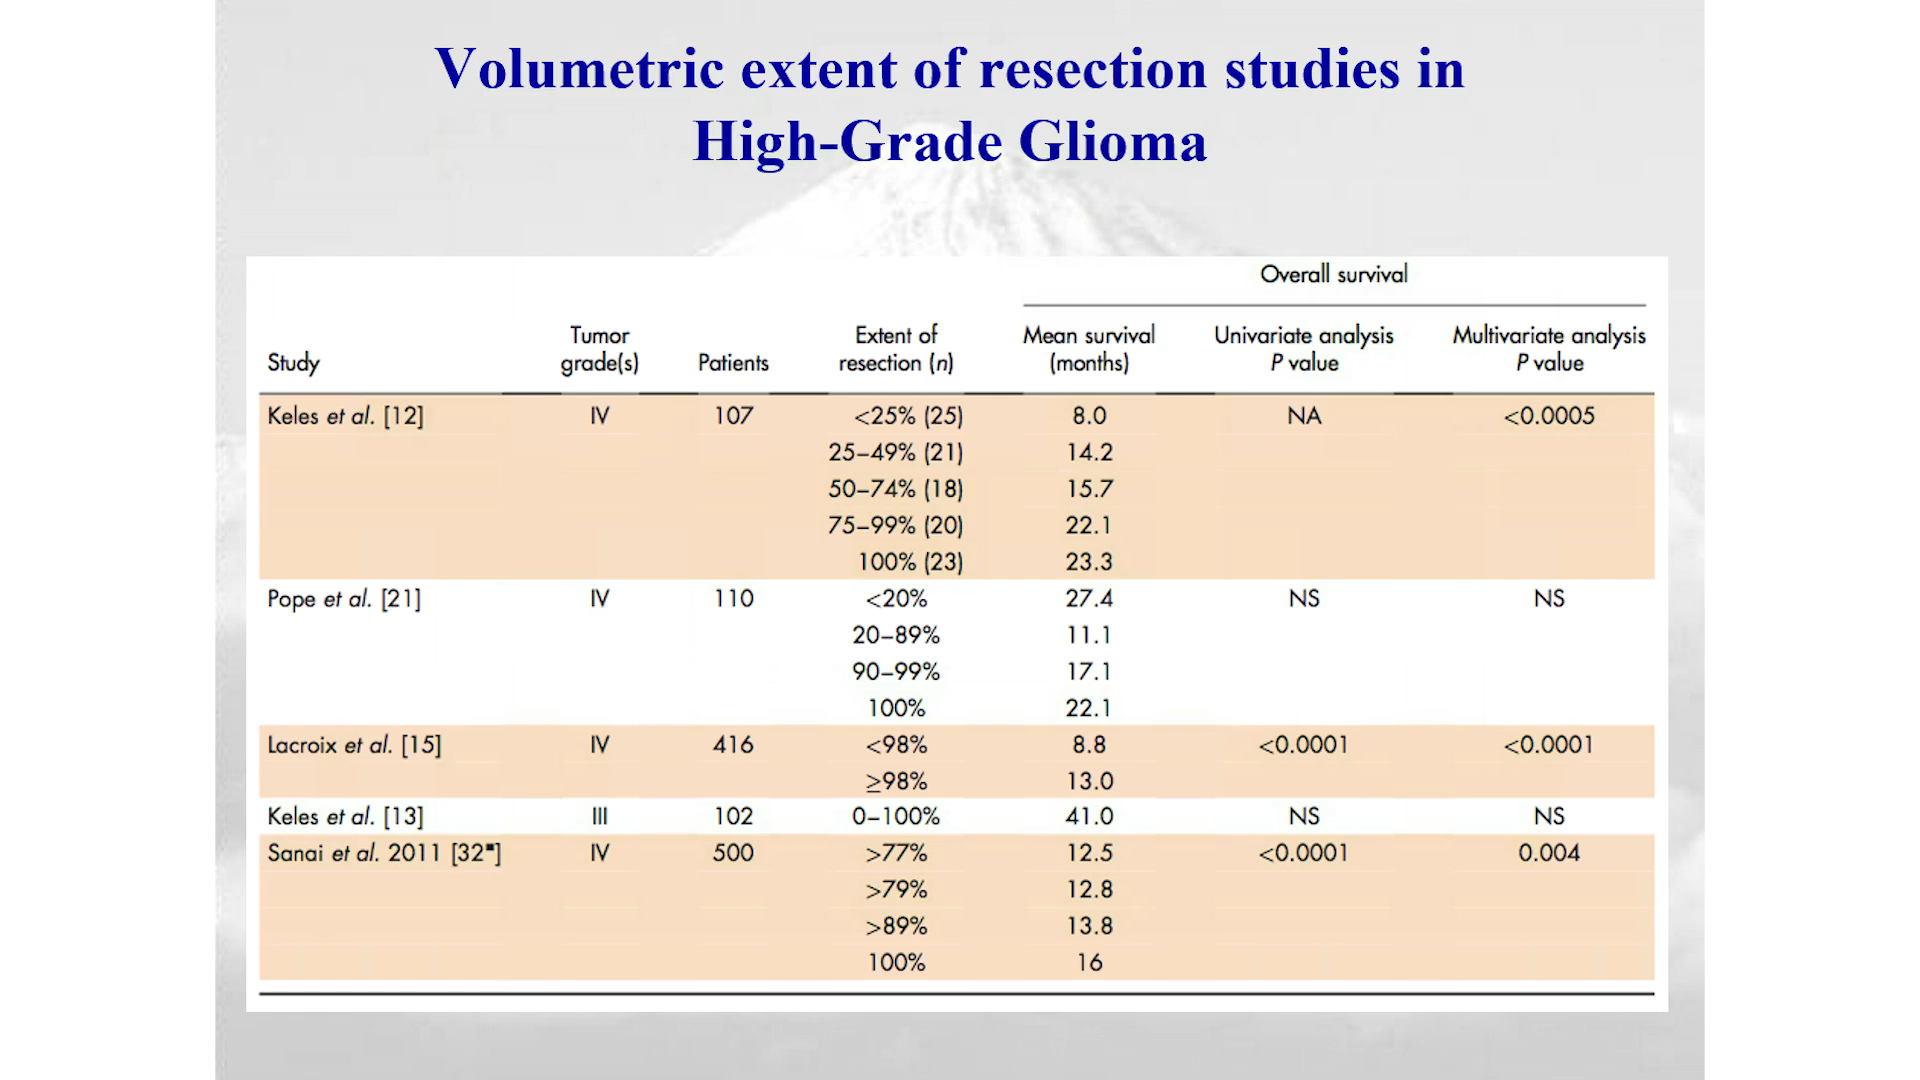 Volumetric extent of resection studies in
High-Grade Glioma
Overall survival
Study Tumor grade(s) Patients Extent of resection (n) Mean survival (months) Univariate analysis P value Multivariate analysis P value
Keles et al. [12] IV 107 <25% (25) 8.0 NA <0.0005
25–49% (21) 14.2
50–74% (18) 15.7
75–99% (20) 22.1
100% (23) 23.3
Pope et al. [21] IV 110 <20% 27.4 NS NS
20–89% 11.1
90–99% 17.1
100% 22.1
Lacroix et al. [15] IV 416 <98% 8.8 <0.0001 <0.0001
≥98% 13.0
Keles et al. [13] III 102 0–100% 41.0 NS NS
Sanai et al. 2011 [32▪] IV 500 >77% 12.5 <0.0001 0.004
>79% 12.8
>89% 13.8
100% 16